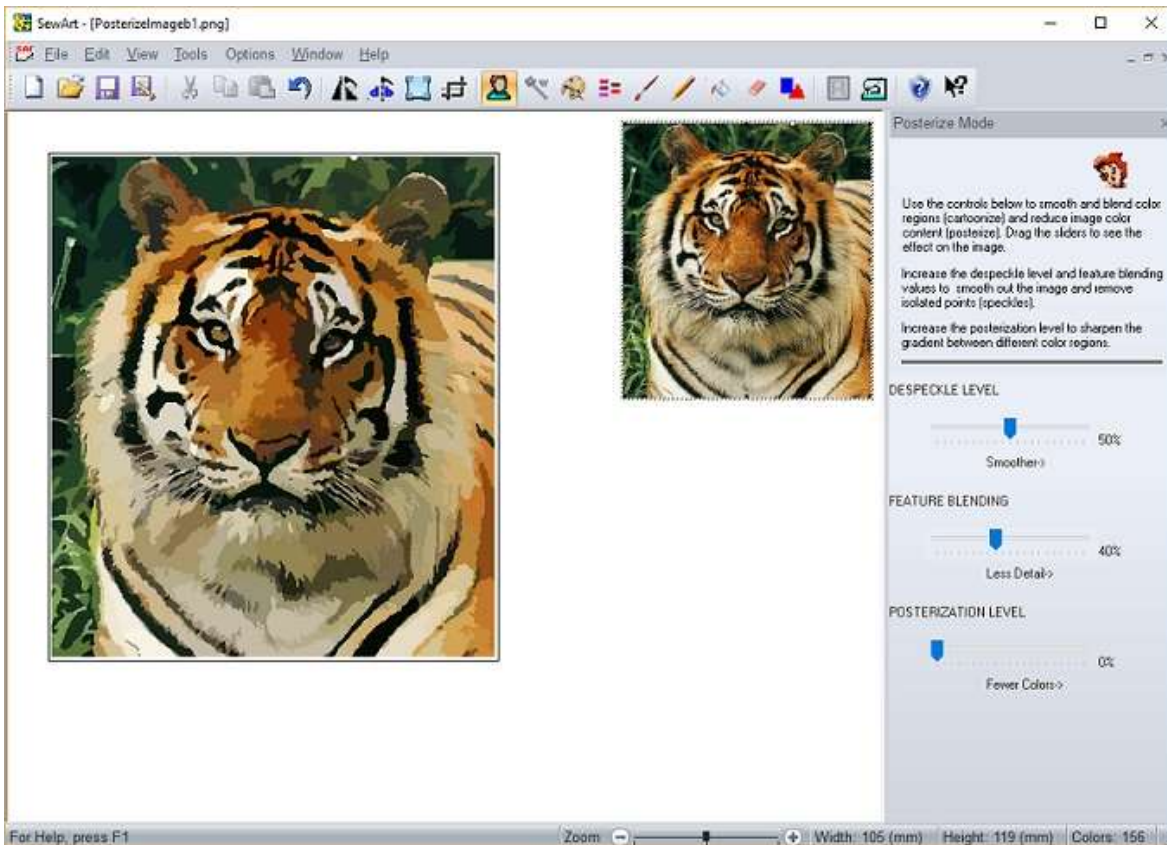 SewArt - [PosterizeImageb1.png]
File Edit View Tools Options Window Help
Posterize Mode
Use the controls below to smooth and blend color
regions (cartoonize) and reduce image color
content (posterize). Drag the sliders to see the
effect on the image.
Increase the despeckle level and feature blending
values to smooth out the image and remove
isolated points (speckles).
Increase the posterization level to sharpen the
gradient between different color regions.
DESPECKLE LEVEL
50%
Smoother->
FEATURE BLENDING
40%
Less Detail->
POSTERIZATION LEVEL
0%
Fewer Colors->
For Help, press F1 Zoom Width: 105 (mm) Height: 119 (mm) Colors: 156